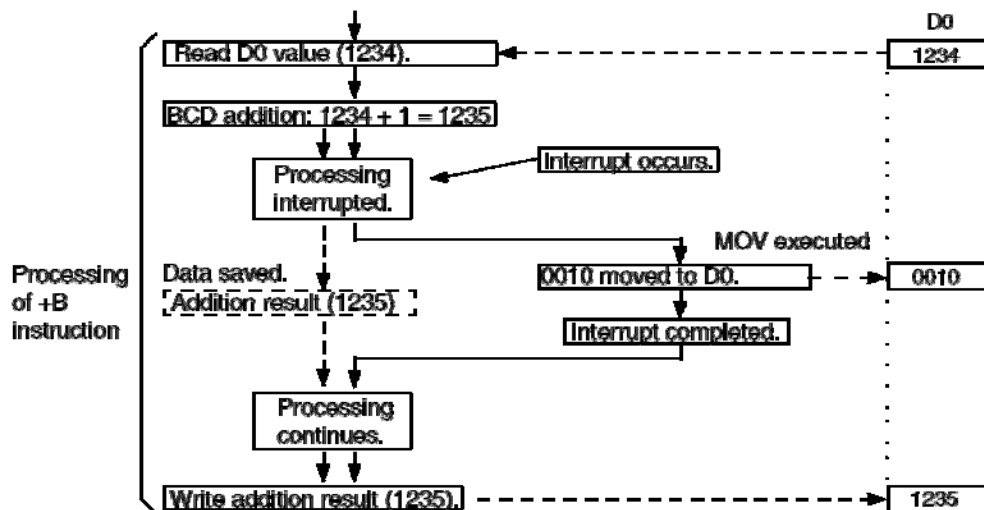 D0
Read D0 value (1234).
1234
BCD addition: 1234 + 1 = 1235
Interrupt occurs.
Processing
interrupted.
MOV executed
Processing
of +B
instruction
Data saved.
Addition result (1235)
0010 moved to D0.
0010
Interrupt completed.
Processing
continues.
Write addition result (1235).
1235